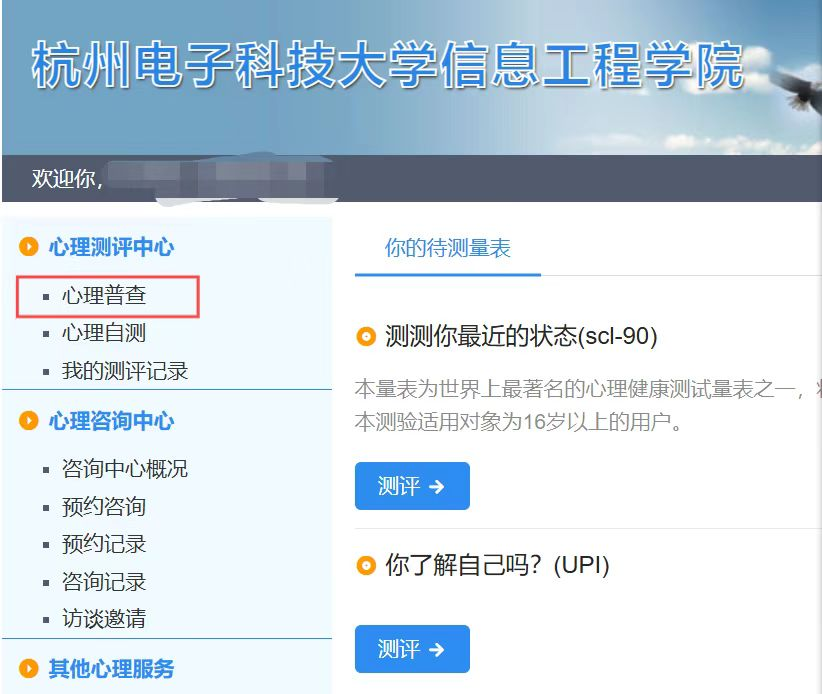 杭州电子科技大学信息工程学院
欢迎你,
心理测评中心
心理普查
心理自测
我的测评记录
心理咨询中心
咨询中心概况
预约咨询
预约记录
咨询记录
访谈邀请
其他心理服务
你的待测量表
测测你最近的状态(scl-90)
本量表为世界上最著名的心理健康测试量表之一，
本测验适用对象为16岁以上的用户。
测评
你了解自己吗？(UPI)
测评